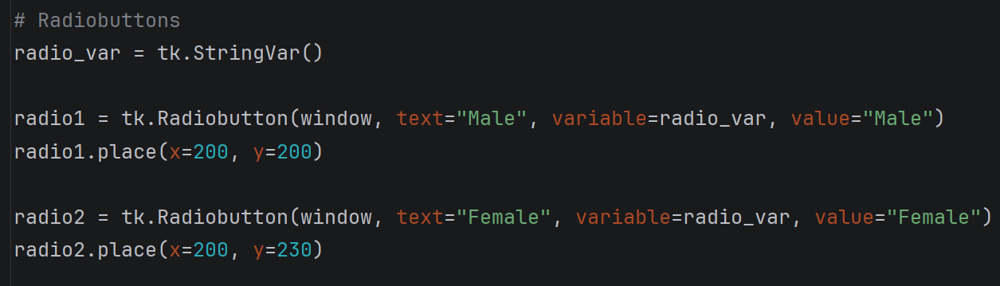 # Radiobuttons
radio_var = tk.StringVar()
radio1 = tk.Radiobutton(window, text="Male", variable=radio_var, value="Male")
radio1.place(x=200, y=200)
radio2 = tk.Radiobutton(window, text="Female", variable=radio_var, value="Female")
radio2.place(x=200, y=230)